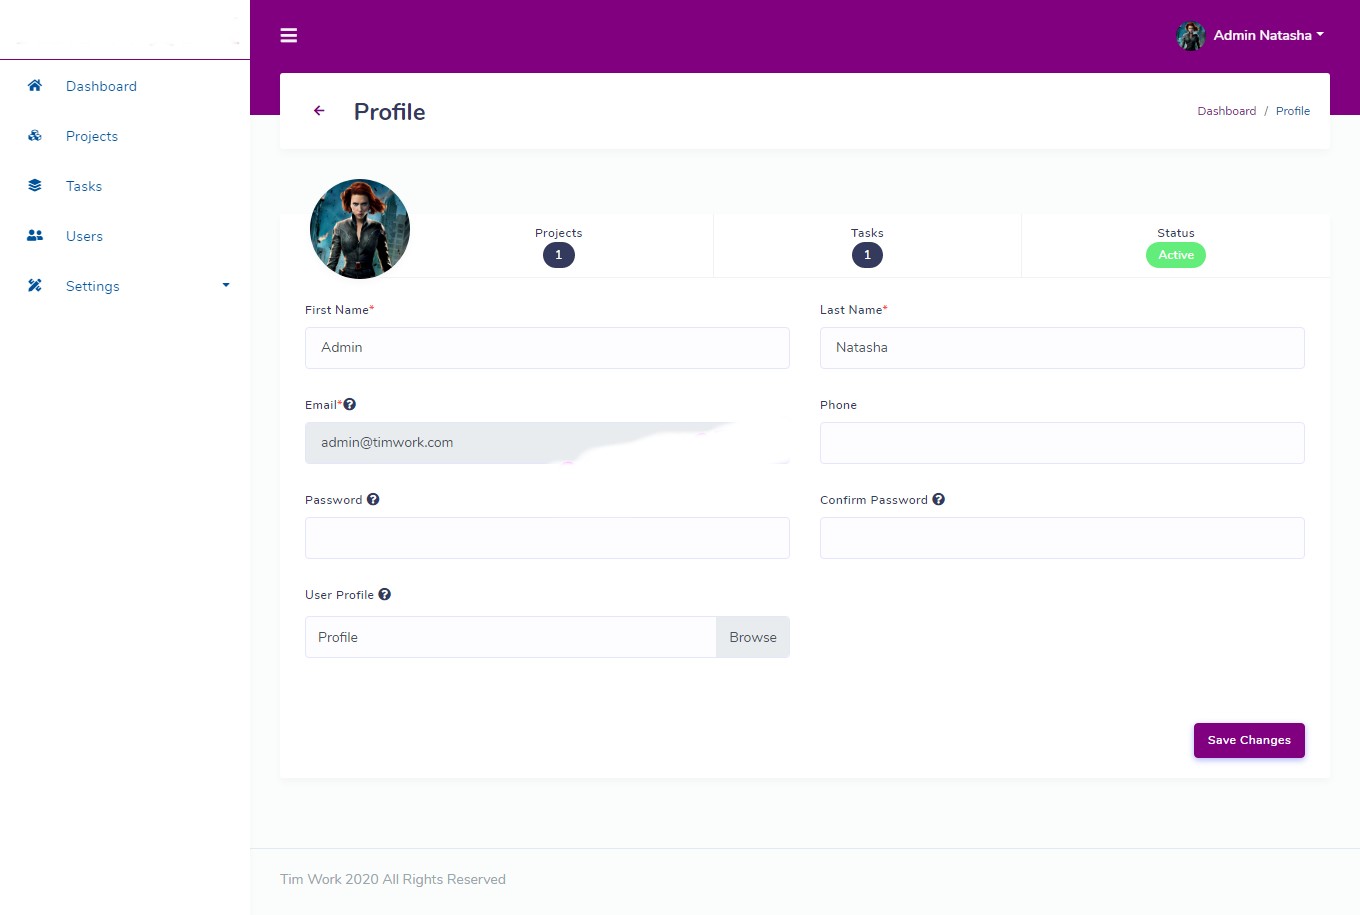 Admin Natasha
Dashboard
Projects
Tasks
Users
Settings
Profile
Dashboard / Profile
Projects
1
Tasks
1
Status
Active
First Name*
Admin
Last Name*
Natasha
Email*
admin@timwork.com
Phone
Password
Confirm Password
User Profile
Profile
Browse
Save Changes
Tim Work 2020 All Rights Reserved